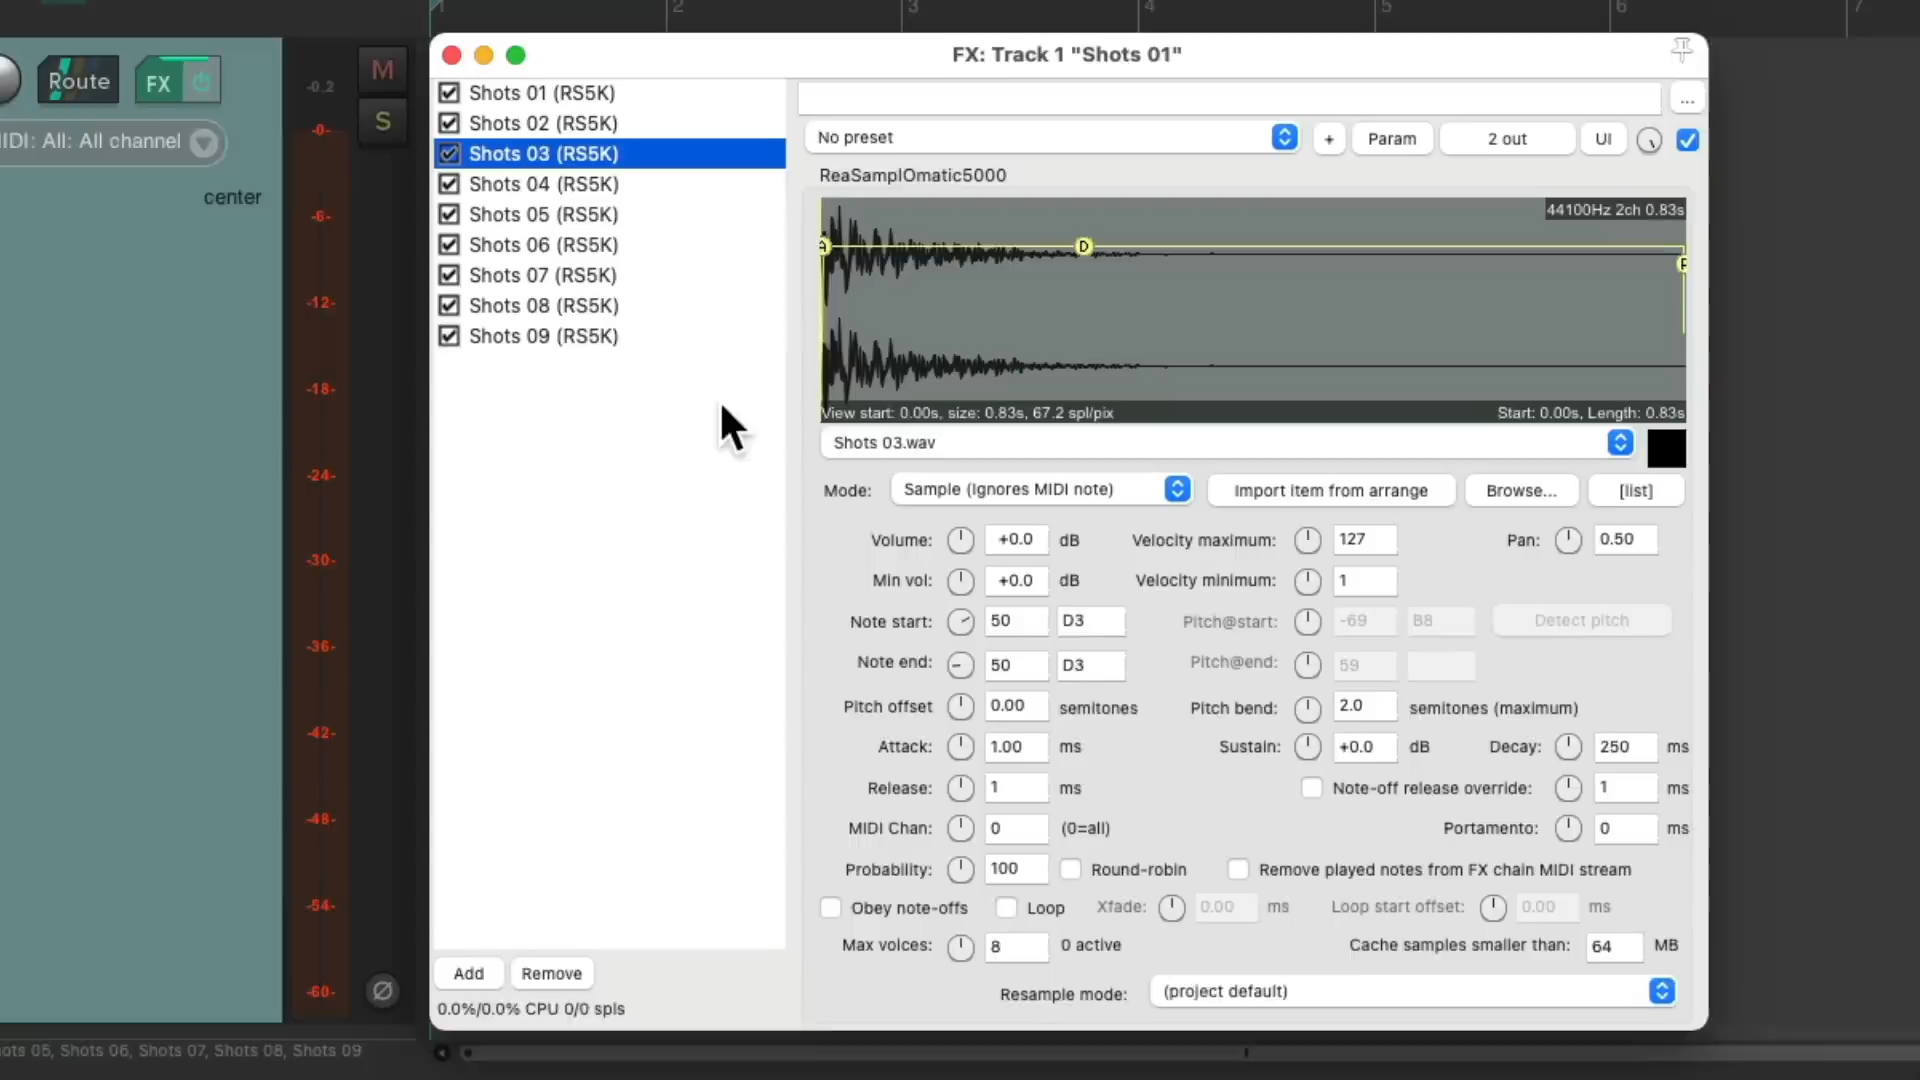 1 2 3 4 5 6 7
FX: Track 1 "Shots 01"
Route FX
-0.2 M
S
-0-
IDI: All: All channel
center
-6-
-12-
-18-
-24-
-30-
-36-
-42-
-48-
-54-
-60-
Shots 01 (RS5K)
Shots 02 (RS5K)
Shots 03 (RS5K)
Shots 04 (RS5K)
Shots 05 (RS5K)
Shots 06 (RS5K)
Shots 07 (RS5K)
Shots 08 (RS5K)
Shots 09 (RS5K)
Add Remove
0.0%/0.0% CPU 0/0 spls
...
No preset + Param 2 out UI
ReaSamplOmatic5000
44100Hz 2ch 0.83s
A D
View start: 0.00s, size: 0.83s, 67.2 spl/pix Start: 0.00s, Length: 0.83s
Shots 03.wav
Mode: Sample (Ignores MIDI note) Import item from arrange Browse... [list]
Volume: +0.0 dB Velocity maximum: 127 Pan: 0.50
Min vol: +0.0 dB Velocity minimum: 1
Note start: 50 D3 Pitch@start: -69 B8 Detect pitch
Note end: 50 D3 Pitch@end: 59
Pitch offset 0.00 semitones Pitch bend: 2.0 semitones (maximum)
Attack: 1.00 ms Sustain: +0.0 dB Decay: 250 ms
Release: 1 ms Note-off release override: 1 ms
MIDI Chan: 0 (0=all) Portamento: 0 ms
Probability: 100 Round-robin Remove played notes from FX chain MIDI stream
Obey note-offs Loop Xfade: 0.00 ms Loop start offset: 0.00 ms
Max voices: 8 0 active Cache samples smaller than: 64 MB
Resample mode: (project default)
ots 05, Shots 06, Shots 07, Shots 08, Shots 09